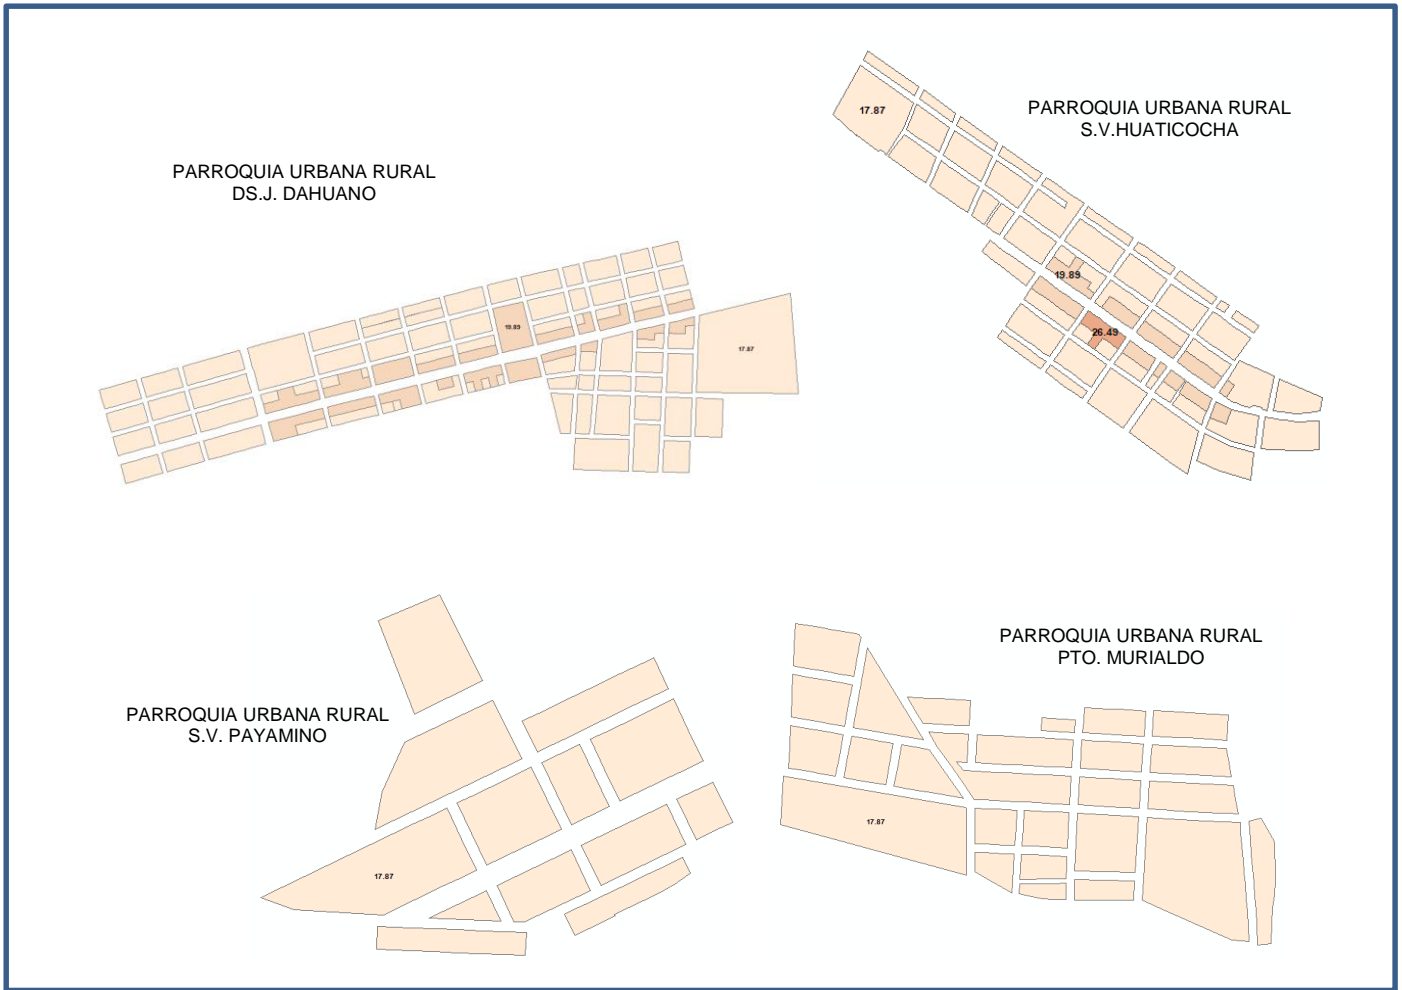 17.87
PARROQUIA URBANA RURAL
S.V.HUATICOCHA
PARROQUIA URBANA RURAL
DS.J. DAHUANO
19.89
26.49
19.89
17.87
PARROQUIA URBANA RURAL
S.V. PAYAMINO
17.87
PARROQUIA URBANA RURAL
PTO. MURIALDO
17.87